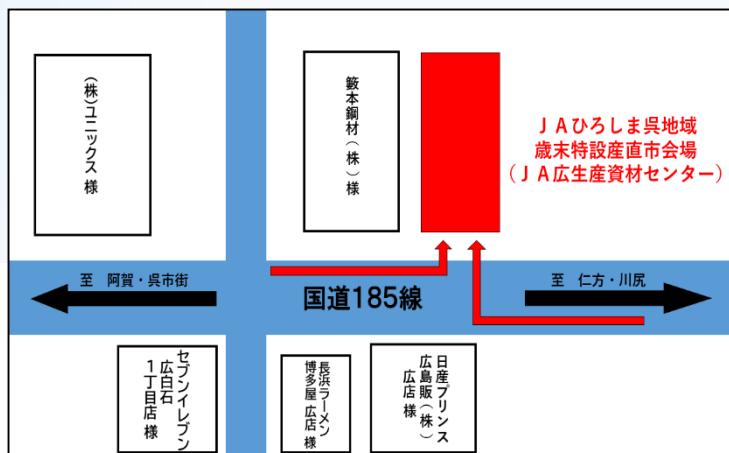 (株)ユニックス 様
籔本鋼材(株)様
ＪＡひろしま呉地域
歳末特設産直市会場
(ＪＡ広生産資材センター)
至　阿賀・呉市街
国道185線
至　仁方・川尻
セブンイレブン
広白石
１丁目店 様
長浜ラーメン
博多屋 広店 様
日産プリンス
広島販(株)
広店 様